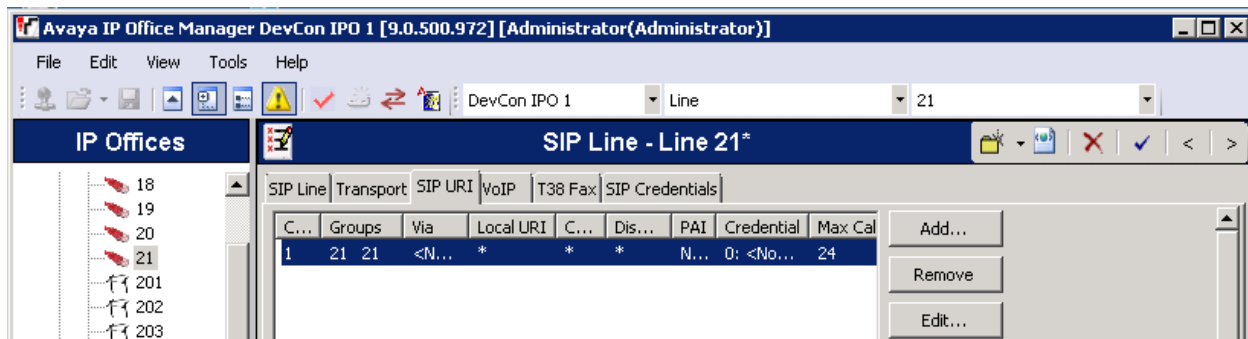 Avaya IP Office Manager DevCon IPO 1 [9.0.500.972] [Administrator(Administrator)]
File Edit View Tools Help
DevCon IPO 1 Line 21
IP Offices
SIP Line - Line 21*
18
19
20
21
201
202
203
SIP Line Transport SIP URI VoIP T38 Fax SIP Credentials
C... Groups Via Local URI C... Dis... PAI Credential Max Cal
1 21 21 <N... * * * N... 0: <No... 24
Add...
Remove
Edit...